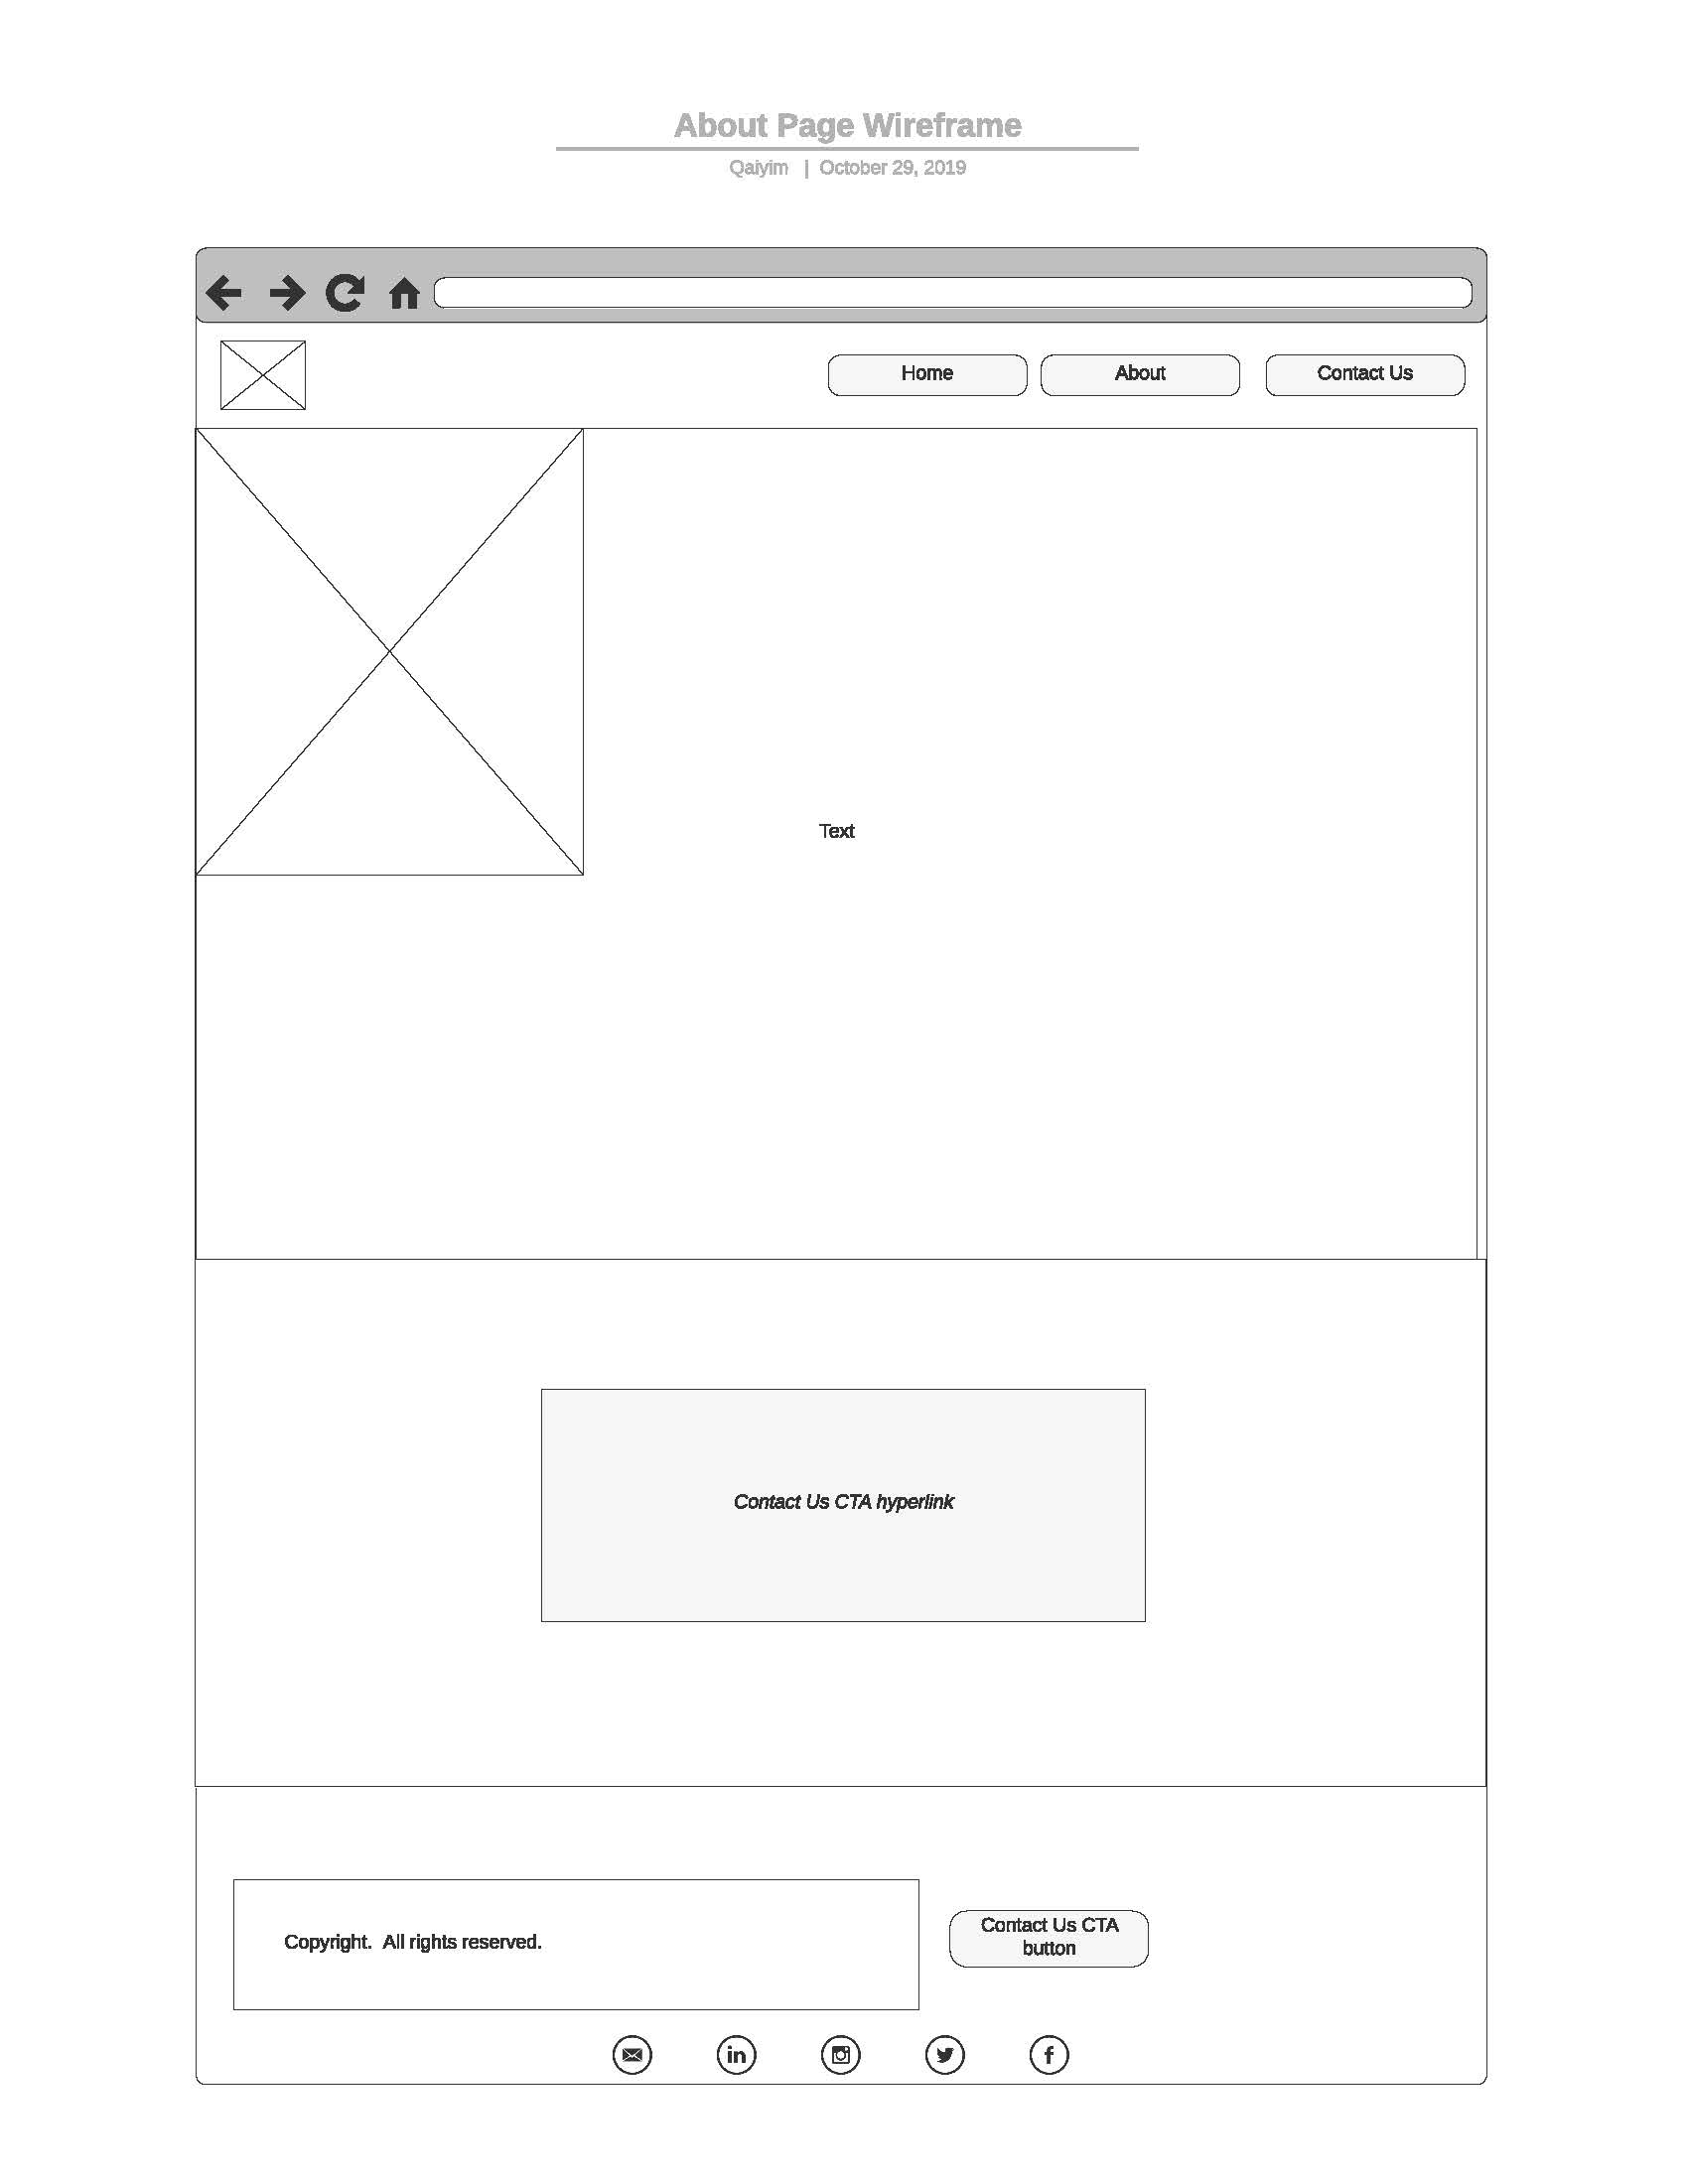 About Page Wireframe
Qaiyim | October 29, 2019
Home About Contact Us
Text
Contact Us CTA hyperlink
Copyright. All rights reserved.
Contact Us CTA
button
in
f